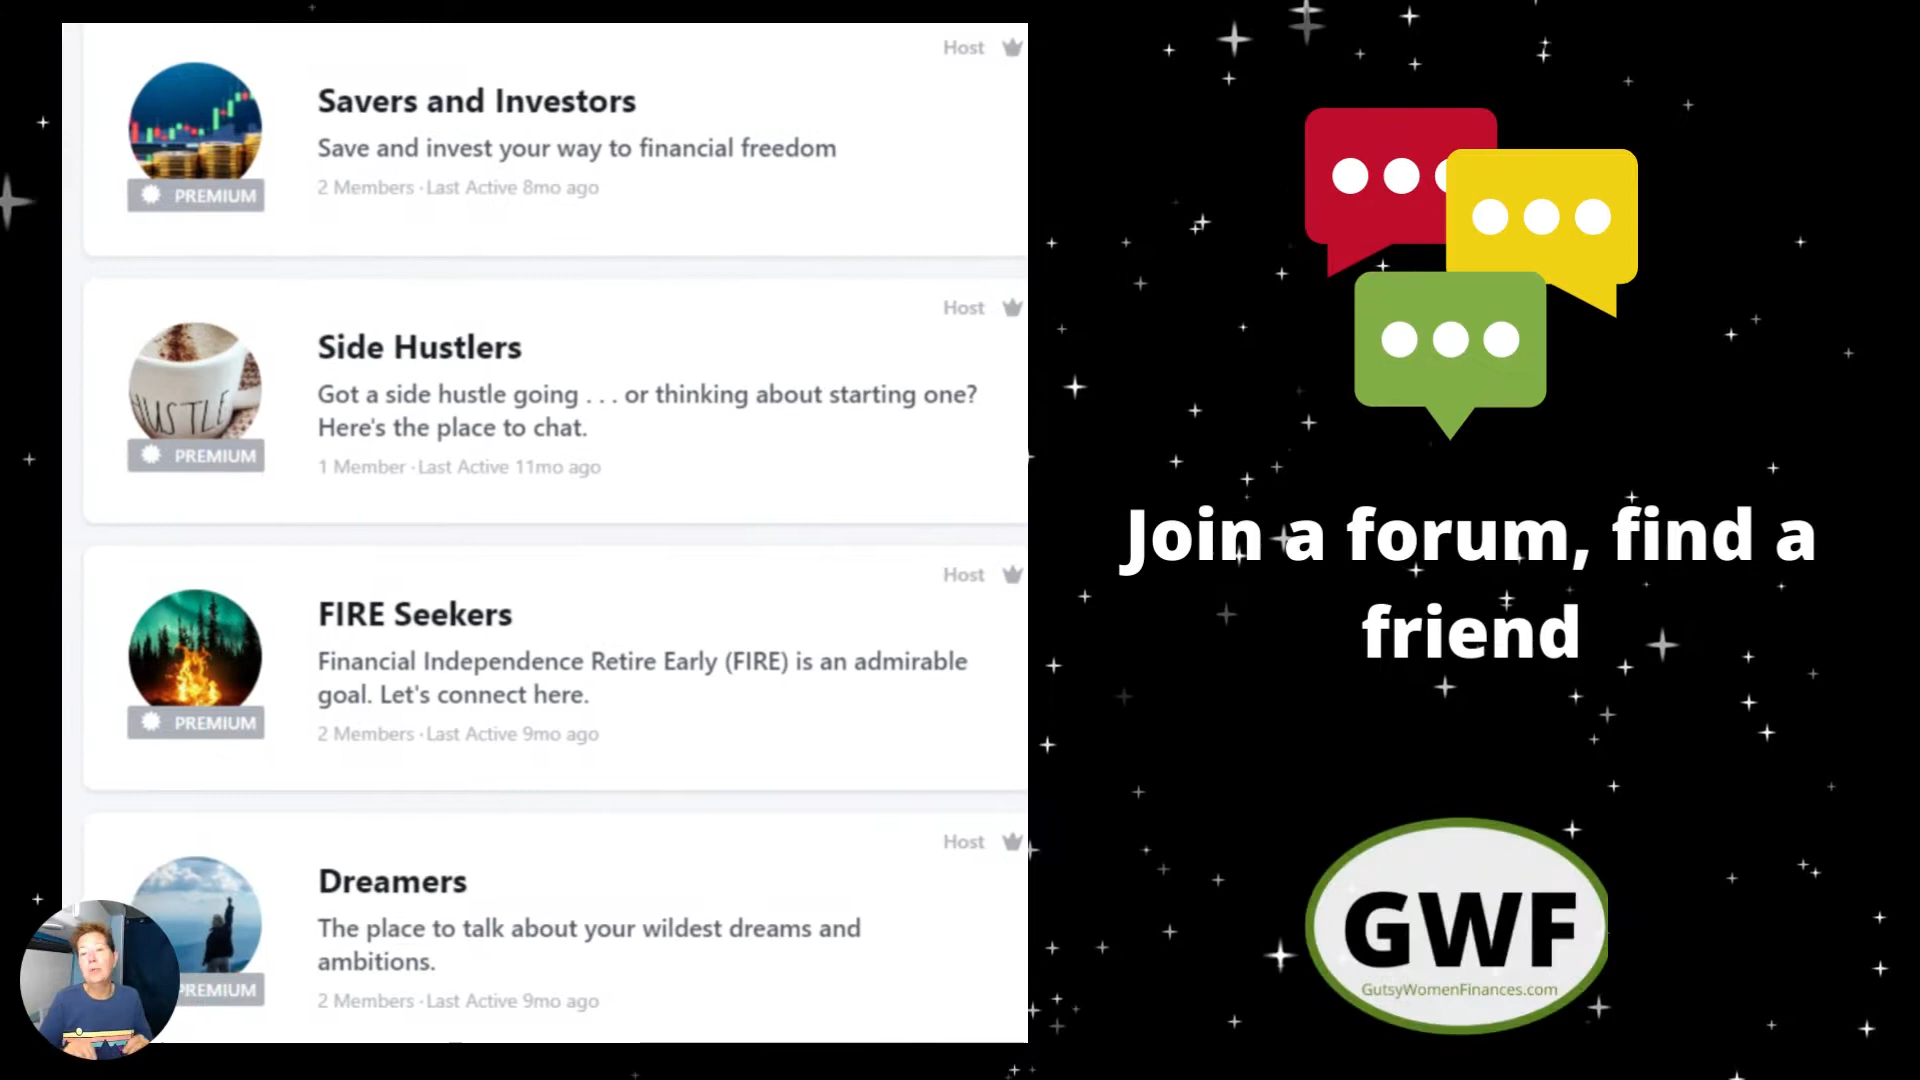 Host
Savers and Investors
Save and invest your way to financial freedom
2 Members · Last Active 8mo ago
PREMIUM
Host
Side Hustlers
Got a side hustle going . . . or thinking about starting one?
Here's the place to chat.
1 Member · Last Active 11mo ago
HUSTLE
PREMIUM
Host
FIRE Seekers
Financial Independence Retire Early (FIRE) is an admirable
goal. Let's connect here.
2 Members · Last Active 9mo ago
PREMIUM
Host
Dreamers
The place to talk about your wildest dreams and
ambitions.
2 Members · Last Active 9mo ago
PREMIUM
Join a forum, find a
friend
GWF
GutsyWomenFinances.com